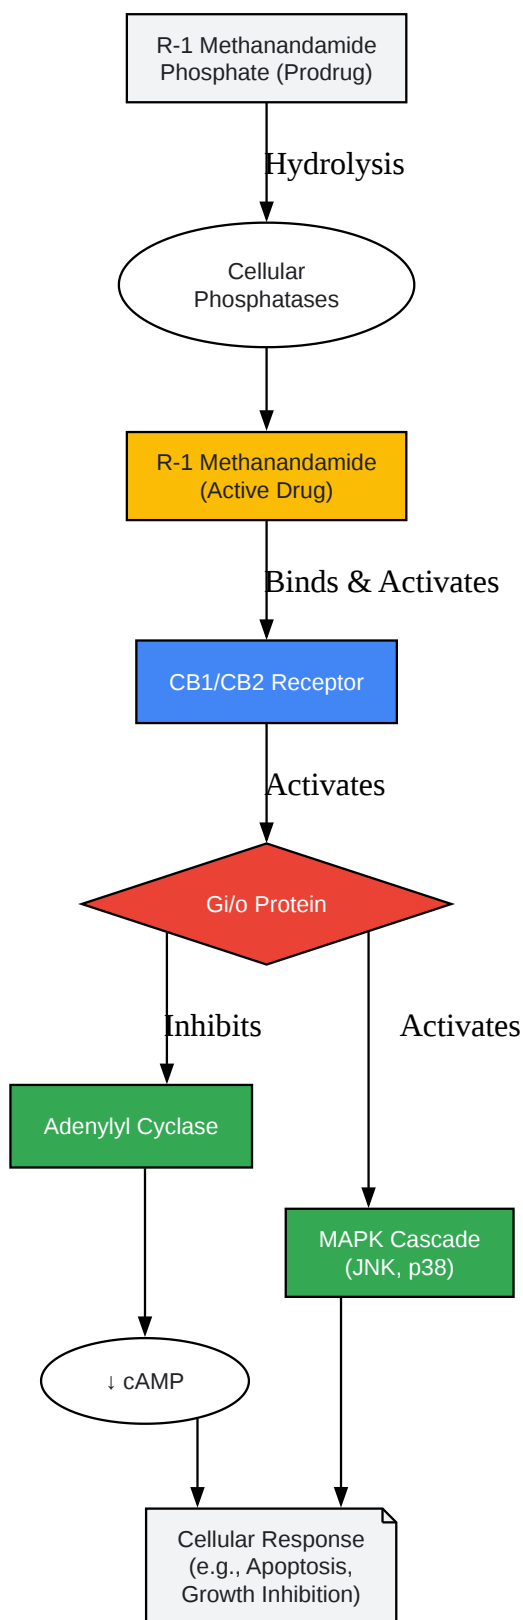 R-1 Methanandamide
Phosphate (Prodrug)
Hydrolysis
Cellular
Phosphatases
R-1 Methanandamide
(Active Drug)
Binds & Activates
CB1/CB2 Receptor
Activates
Gi/o Protein
Inhibits
Activates
Adenylyl Cyclase
MAPK Cascade
(JNK, p38)
↓ cAMP
Cellular Response
(e.g., Apoptosis,
Growth Inhibition)